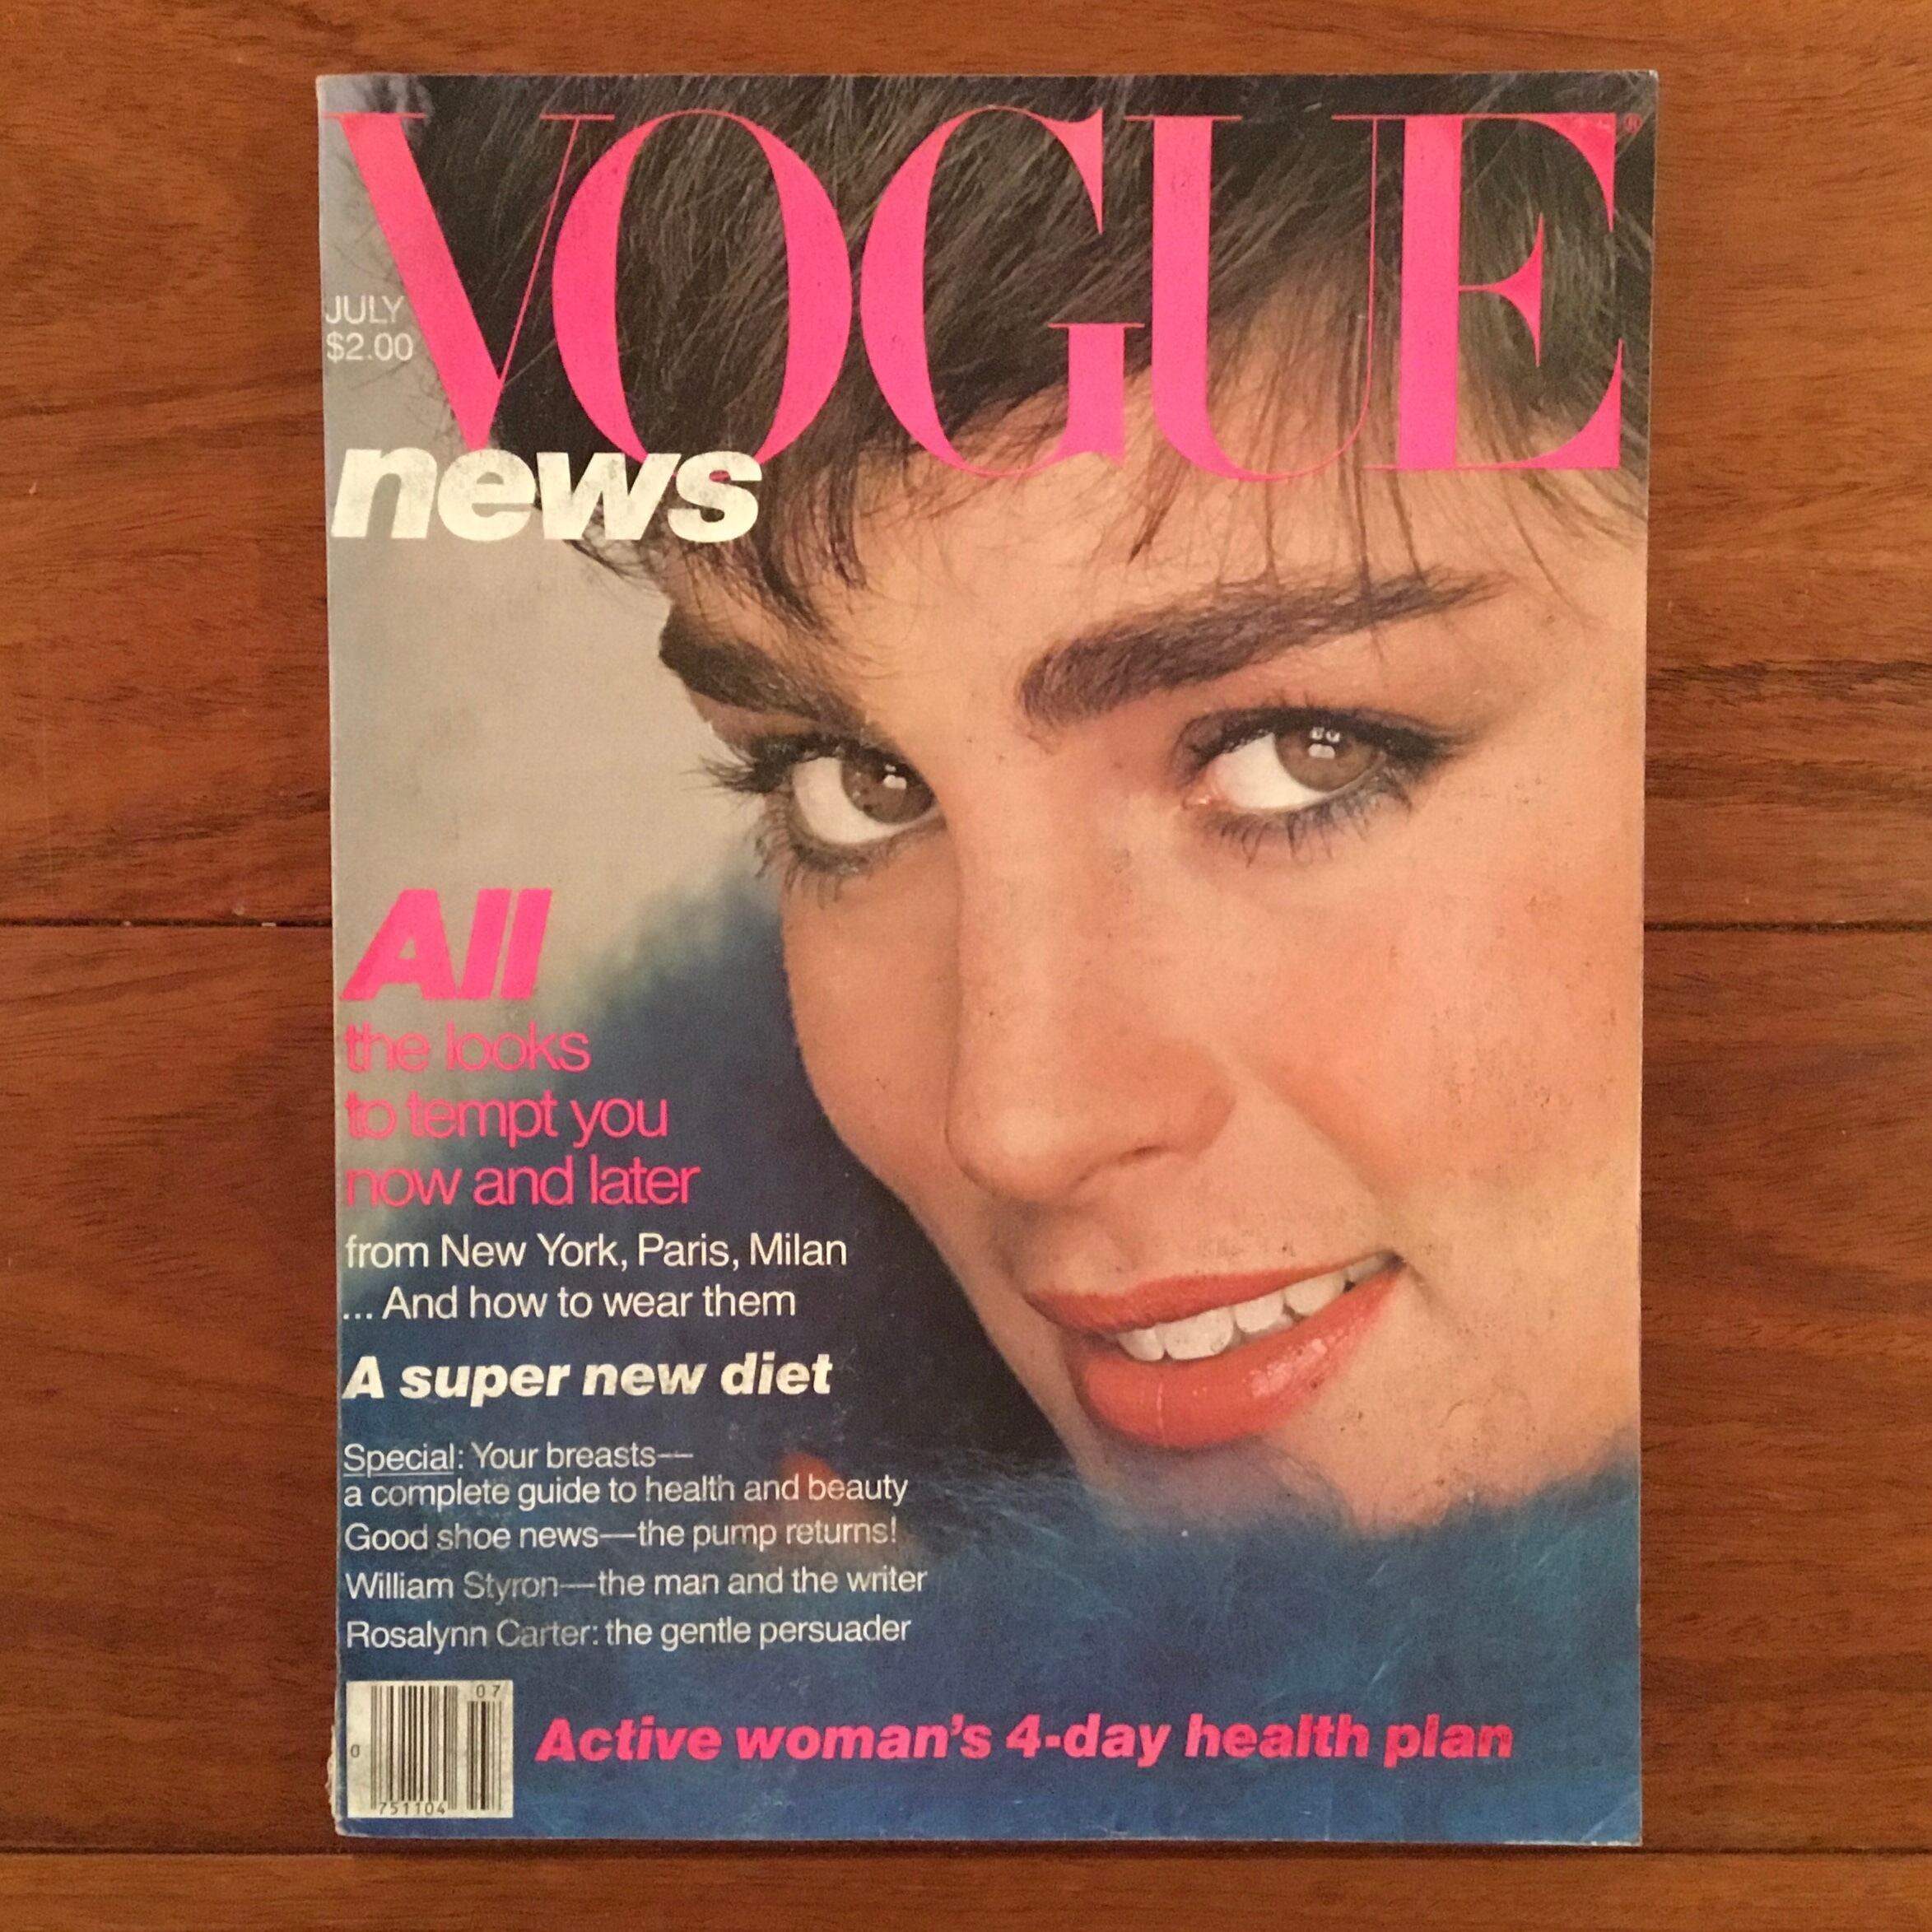 VOGUE®
JULY
$2.00
news
All
the looks
to tempt you
now and later
from New York, Paris, Milan
... And how to wear them
A super new diet
Special: Your breasts—
a complete guide to health and beauty
Good shoe news—the pump returns!
William Styron—the man and the writer
Rosalynn Carter: the gentle persuader
07
0
751104
Active woman's 4-day health plan